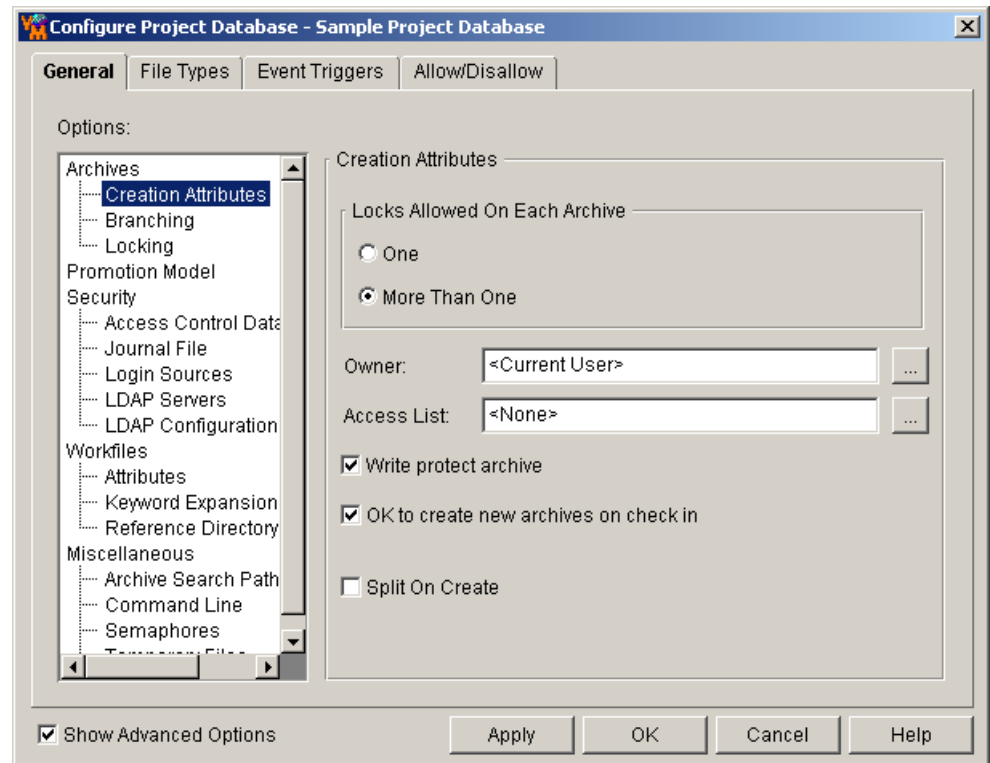 Configure Project Database - Sample Project Database
General File Types Event Triggers Allow/Disallow
Options:
Archives
Creation Attributes
Branching
Locking
Promotion Model
Security
Access Control Data
Journal File
Login Sources
LDAP Servers
LDAP Configuration
Workfiles
Attributes
Keyword Expansion
Reference Directory
Miscellaneous
Archive Search Path
Command Line
Semaphores
Temporary Files
Creation Attributes
Locks Allowed On Each Archive
One
More Than One
Owner: <Current User> ...
Access List: <None> ...
Write protect archive
OK to create new archives on check in
Split On Create
Show Advanced Options
Apply OK Cancel Help